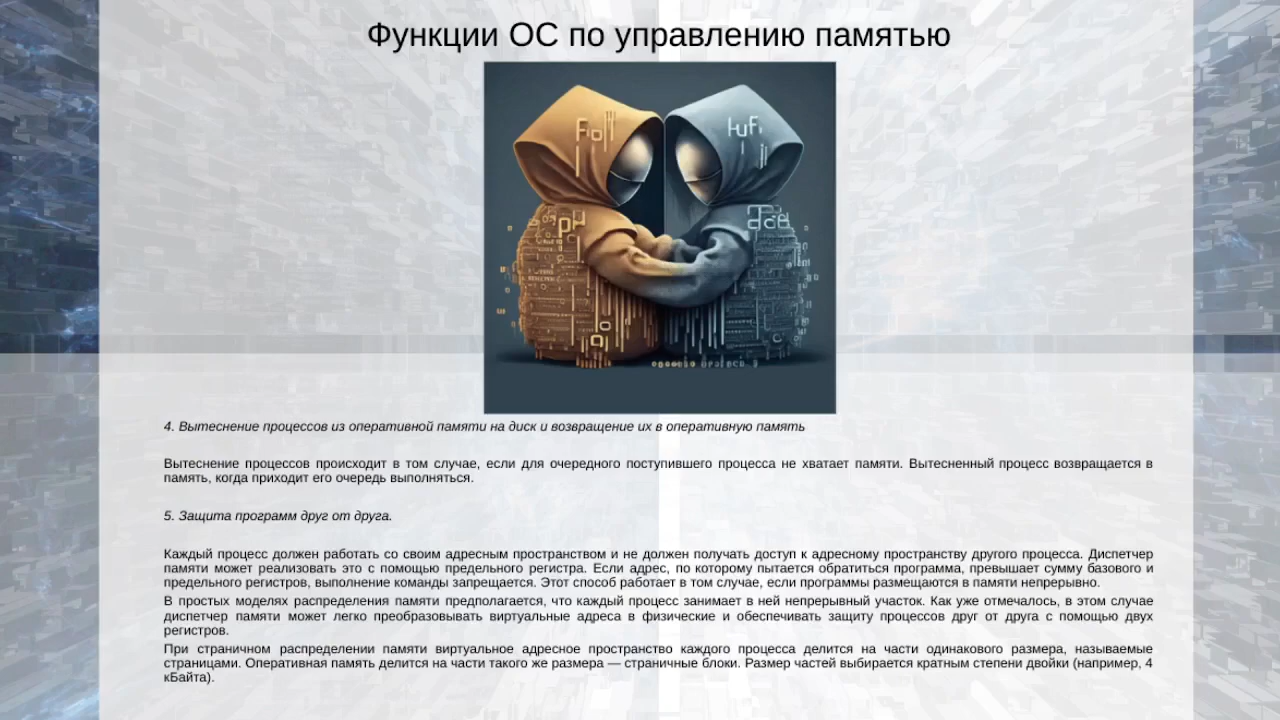 Функции ОС по управлению памятью
4. Вытеснение процессов из оперативной памяти на диск и возвращение их в оперативную память
Вытеснение процессов происходит в том случае, если для очередного поступившего процесса не хватает памяти. Вытесненный процесс возвращается в
память, когда приходит его очередь выполняться.
5. Защита программ друг от друга.
Каждый процесс должен работать со своим адресным пространством и не должен получать доступ к адресному пространству другого процесса. Диспетчер
памяти может реализовать это с помощью предельного регистра. Если адрес, по которому пытается обратиться программа, превышает сумму базового и
предельного регистров, выполнение команды запрещается. Этот способ работает в том случае, если программы размещаются в памяти непрерывно.
В простых моделях распределения памяти предполагается, что каждый процесс занимает в ней непрерывный участок. Как уже отмечалось, в этом случае
диспетчер памяти может легко преобразовывать виртуальные адреса в физические и обеспечивать защиту процессов друг от друга с помощью двух
регистров.
При страничном распределении памяти виртуальное адресное пространство каждого процесса делится на части одинакового размера, называемые
страницами. Оперативная память делится на части такого же размера — страничные блоки. Размер частей выбирается кратным степени двойки (например, 4
кБайта).